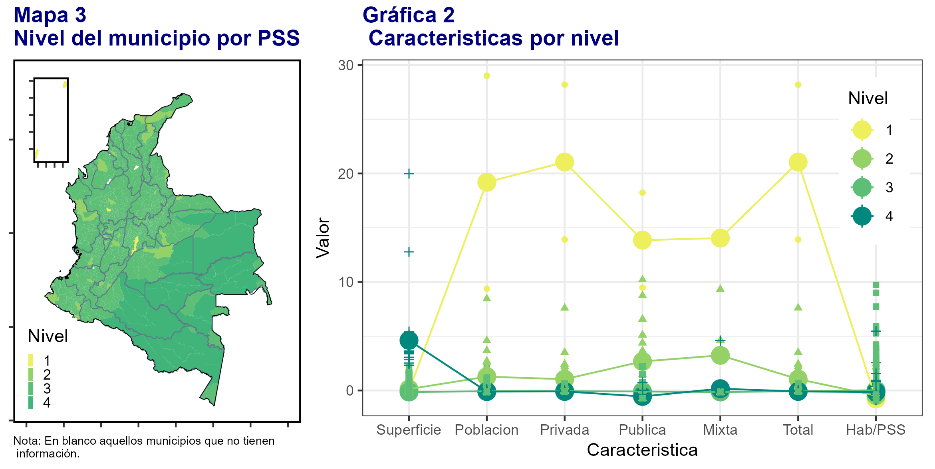 Mapa 3
Nivel del municipio por PSS
Nivel
1
2
3
4
Nota: En blanco aquellos municipios que no tienen
información.
Gráfica 2
Caracteristicas por nivel
Valor
30
20
10
0
Nivel
1
2
3
4
Superficie Poblacion Privada Publica Mixta Total Hab/PSS
Caracteristica